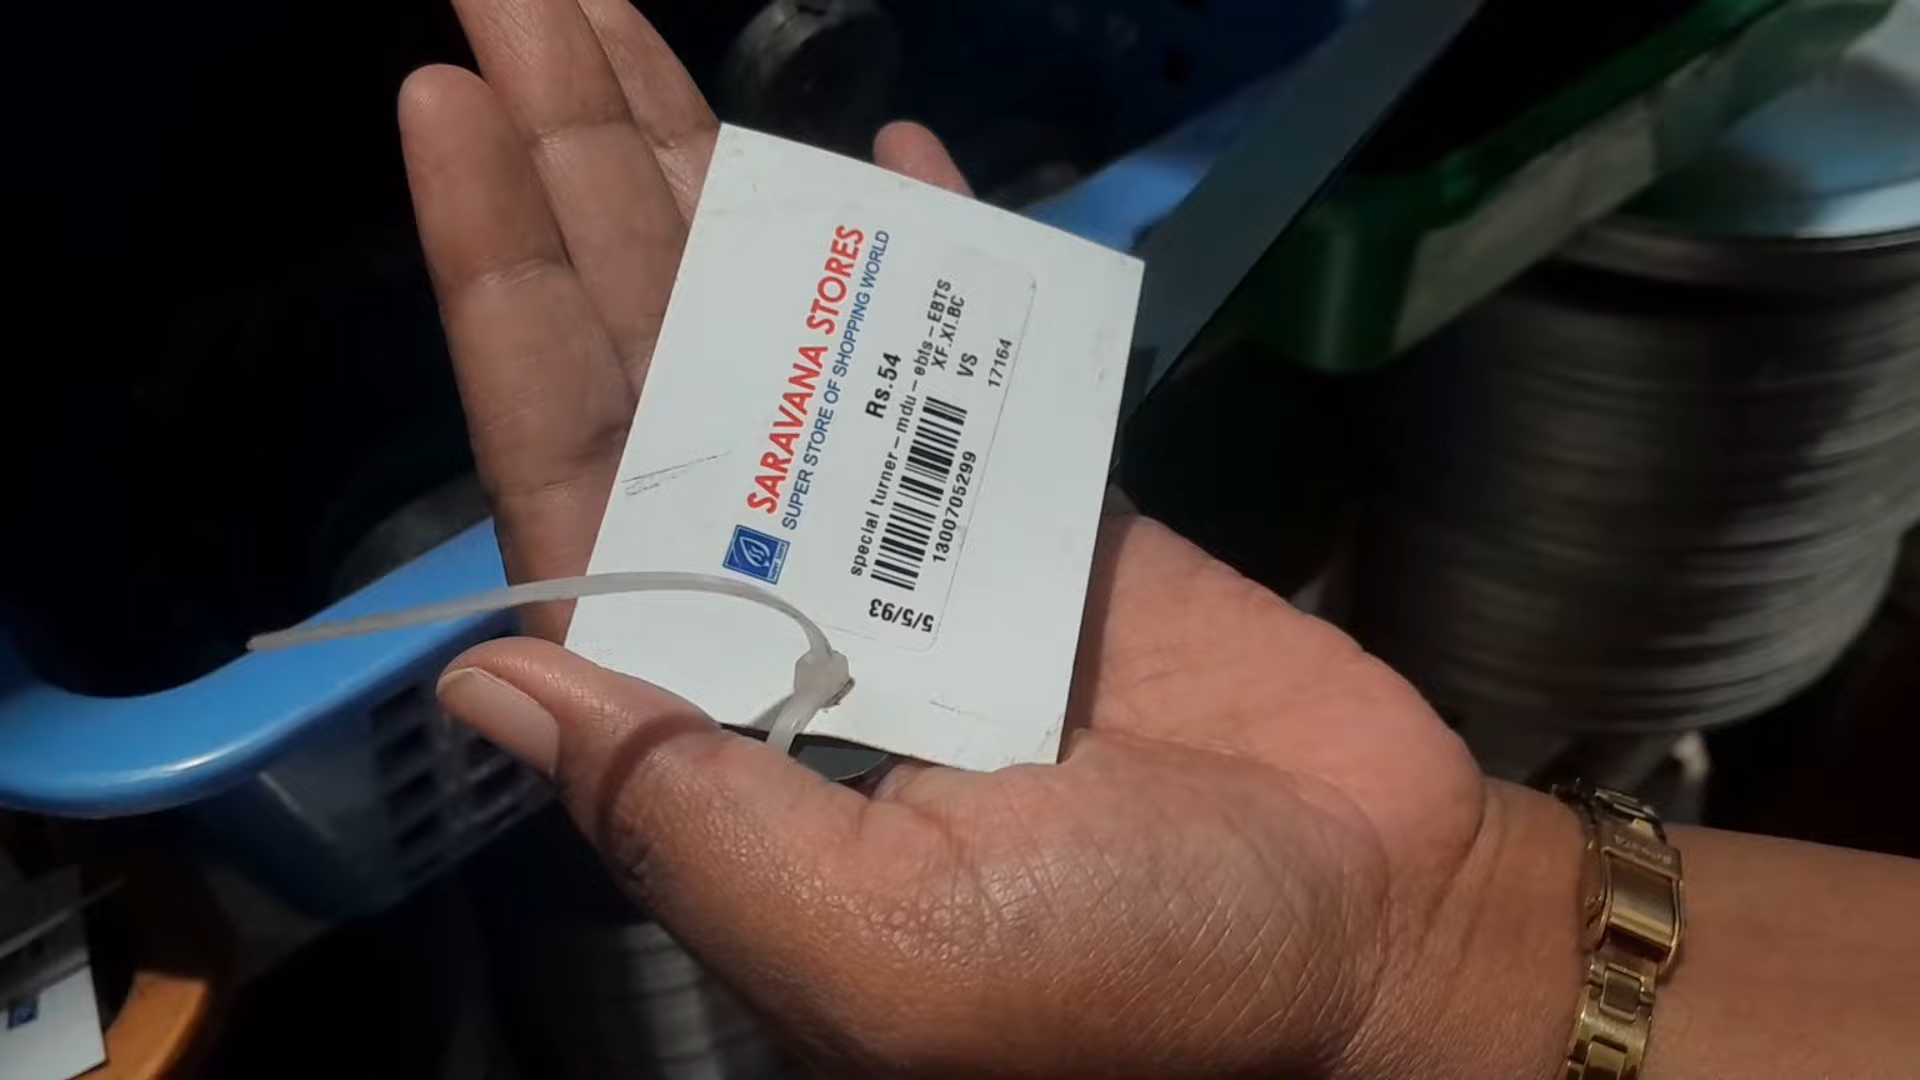 SARAVANA STORES
SUPER STORE OF SHOPPING WORLD
Rs.54
special turner-mdu-ebts-EBTS
XF.XI.BC
VS
1300705299
17164
5/5/93